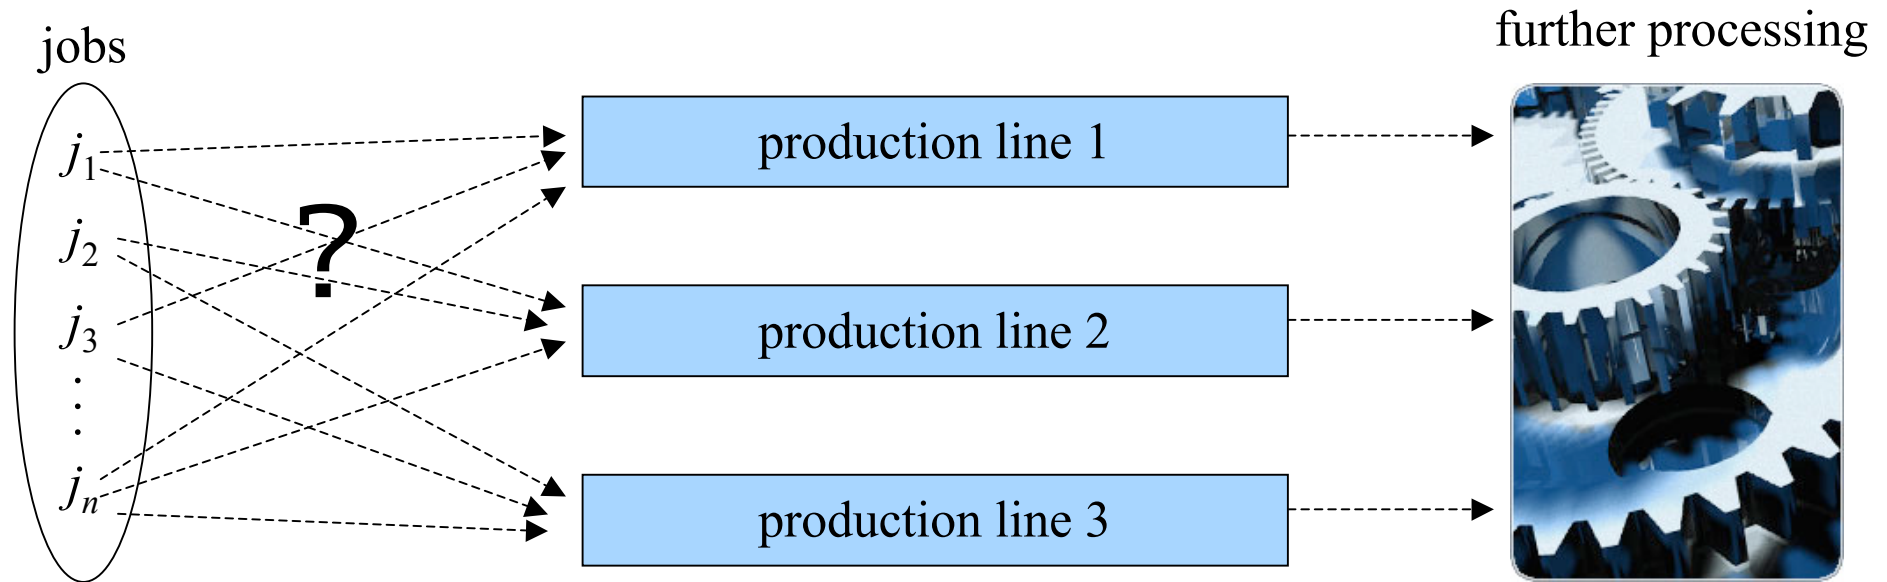 jobs
further processing
j1
j2
j3
.
.
.
jn
?
production line 1
production line 2
production line 3